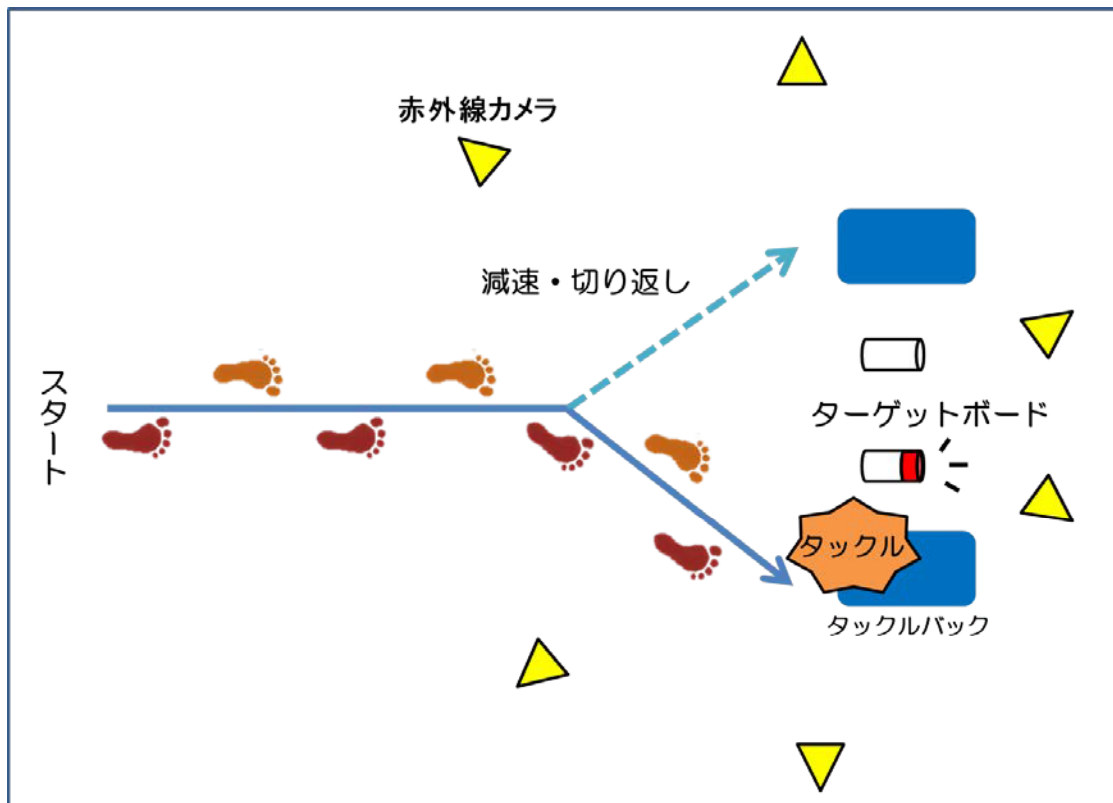 赤外線カメラ
減速・切り返し
スタート
ターゲットボード
タックル
タックルバック